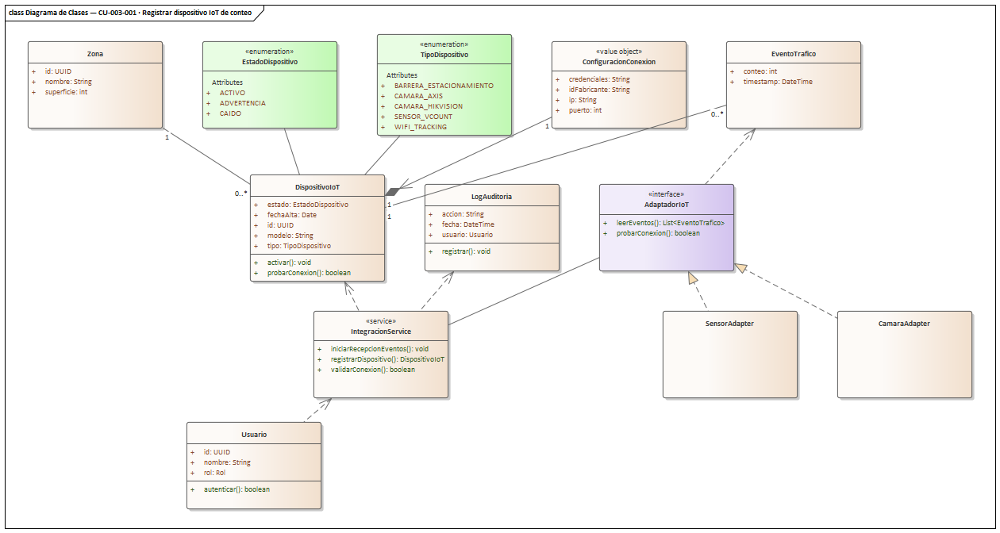 class Diagrama de Clases — CU-003-001 · Registrar dispositivo IoT de conteo
Zona
+ id: UUID
+ nombre: String
+ superficie: int
«enumeration»
EstadoDispositivo
Attributes
+ ACTIVO
+ ADVERTENCIA
+ CAIDO
«enumeration»
TipoDispositivo
Attributes
+ BARRERA_ESTACIONAMIENTO
+ CAMARA_AXIS
+ CAMARA_HIKVISION
+ SENSOR_VCOUNT
+ WIFI_TRACKING
«value object»
ConfiguracionConexion
+ credenciales: String
+ idFabricante: String
+ ip: String
+ puerto: int
EventoTrafico
+ conteo: int
+ timestamp: DateTime
1
0..*
1
0..*
1
1
DispositivoIoT
+ estado: EstadoDispositivo
+ fechaAlta: Date
+ id: UUID
+ modelo: String
+ tipo: TipoDispositivo
+ activar(): void
+ probarConexion(): boolean
LogAuditoria
+ accion: String
+ fecha: DateTime
+ usuario: Usuario
+ registrar(): void
«interface»
AdaptadorIoT
+ leerEventos(): List<EventoTrafico>
+ probarConexion(): boolean
«service»
IntegracionService
+ iniciarRecepcionEventos(): void
+ registrarDispositivo(): DispositivoIoT
+ validarConexion(): boolean
SensorAdapter
CamaraAdapter
Usuario
+ id: UUID
+ nombre: String
+ rol: Rol
+ autenticar(): boolean